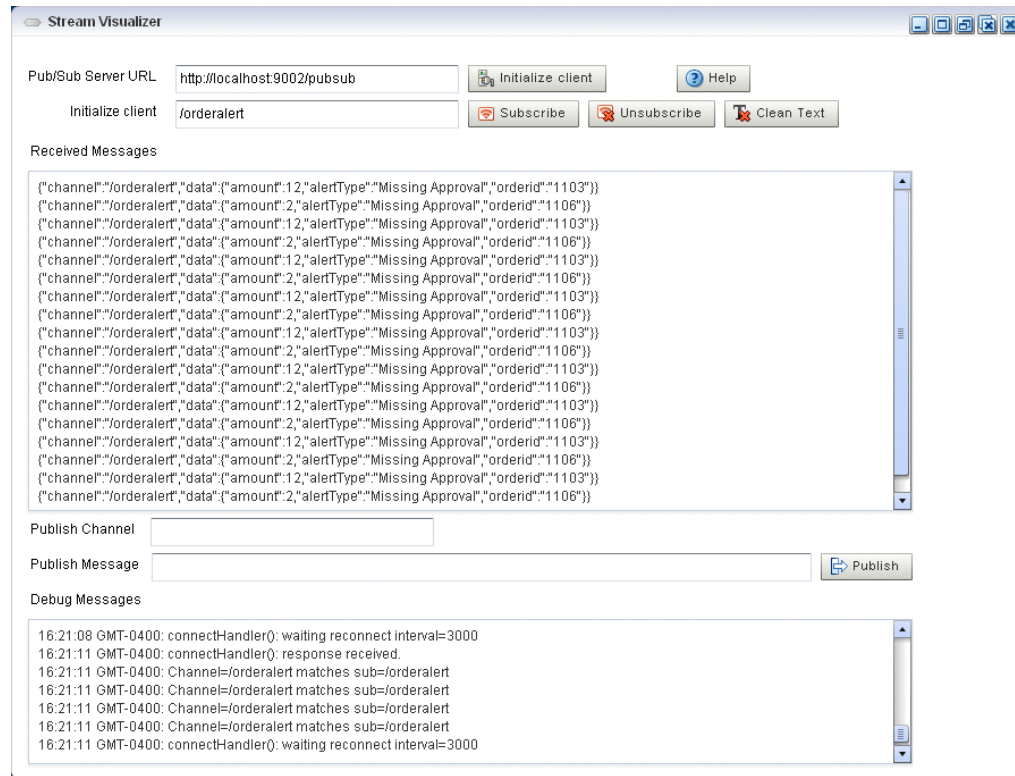 Stream Visualizer
Pub/Sub Server URL http://localhost:9002/pubsub Initialize client Help
Initialize client /orderalert Subscribe Unsubscribe Clean Text
Received Messages
{"channel":"/orderalert","data":{"amount":12,"alertType":"Missing Approval","orderid":"1103"}}
{"channel":"/orderalert","data":{"amount":2,"alertType":"Missing Approval","orderid":"1106"}}
{"channel":"/orderalert","data":{"amount":12,"alertType":"Missing Approval","orderid":"1103"}}
{"channel":"/orderalert","data":{"amount":2,"alertType":"Missing Approval","orderid":"1106"}}
{"channel":"/orderalert","data":{"amount":12,"alertType":"Missing Approval","orderid":"1103"}}
{"channel":"/orderalert","data":{"amount":2,"alertType":"Missing Approval","orderid":"1106"}}
{"channel":"/orderalert","data":{"amount":12,"alertType":"Missing Approval","orderid":"1103"}}
{"channel":"/orderalert","data":{"amount":2,"alertType":"Missing Approval","orderid":"1106"}}
{"channel":"/orderalert","data":{"amount":12,"alertType":"Missing Approval","orderid":"1103"}}
{"channel":"/orderalert","data":{"amount":2,"alertType":"Missing Approval","orderid":"1106"}}
{"channel":"/orderalert","data":{"amount":12,"alertType":"Missing Approval","orderid":"1103"}}
{"channel":"/orderalert","data":{"amount":2,"alertType":"Missing Approval","orderid":"1106"}}
{"channel":"/orderalert","data":{"amount":12,"alertType":"Missing Approval","orderid":"1103"}}
{"channel":"/orderalert","data":{"amount":2,"alertType":"Missing Approval","orderid":"1106"}}
{"channel":"/orderalert","data":{"amount":12,"alertType":"Missing Approval","orderid":"1103"}}
{"channel":"/orderalert","data":{"amount":2,"alertType":"Missing Approval","orderid":"1106"}}
{"channel":"/orderalert","data":{"amount":12,"alertType":"Missing Approval","orderid":"1103"}}
{"channel":"/orderalert","data":{"amount":2,"alertType":"Missing Approval","orderid":"1106"}}
Publish Channel
Publish Message Publish
Debug Messages
16:21:08 GMT-0400: connectHandler(): waiting reconnect interval=3000
16:21:11 GMT-0400: connectHandler(): response received.
16:21:11 GMT-0400: Channel=/orderalert matches sub=/orderalert
16:21:11 GMT-0400: Channel=/orderalert matches sub=/orderalert
16:21:11 GMT-0400: Channel=/orderalert matches sub=/orderalert
16:21:11 GMT-0400: Channel=/orderalert matches sub=/orderalert
16:21:11 GMT-0400: connectHandler(): waiting reconnect interval=3000